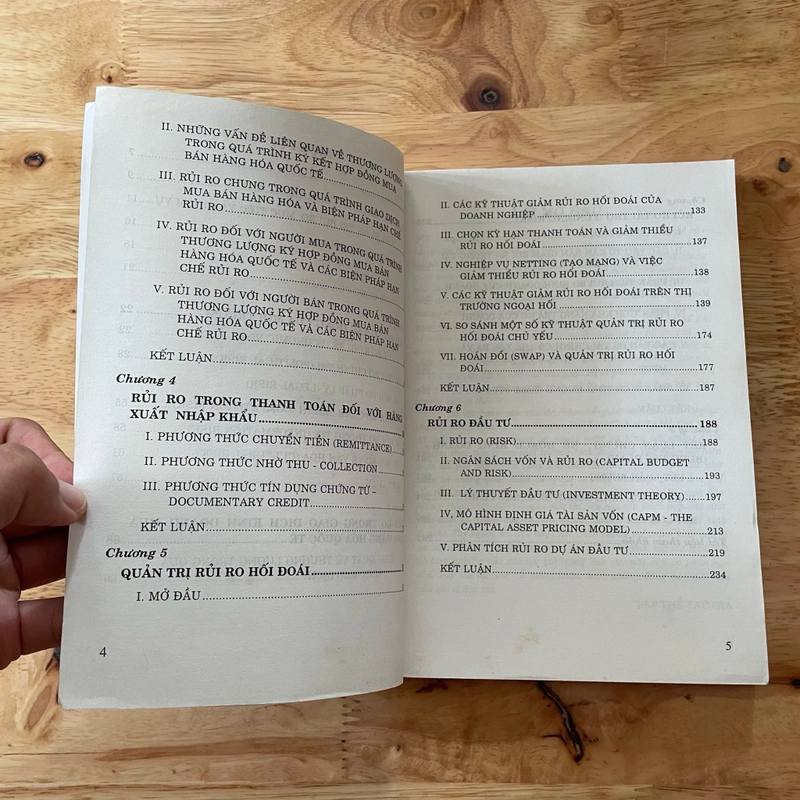 II. NHỮNG VẤN ĐỀ LIÊN QUAN VỀ THƯỢNG LƯỢNG
TRONG QUÁ TRÌNH KÝ KẾT HỢP ĐỒNG MUA
BÁN HÀNG HÓA QUỐC TẾ
III. RỦI RO CHUNG TRONG QUÁ TRÌNH GIAO DỊCH
MUA BÁN HÀNG HÓA VÀ BIỆN PHÁP HẠN CHẾ
RỦI RO
IV. RỦI RO ĐỐI VỚI NGƯỜI MUA TRONG QUÁ TRÌNH
THƯƠNG LƯỢNG KÝ HỢP ĐỒNG MUA BÁN
HÀNG HÓA QUỐC TẾ VÀ CÁC BIỆN PHÁP HẠN
CHẾ RỦI RO
V. RỦI RO ĐỐI VỚI NGƯỜI BÁN TRONG QUÁ TRÌNH
THƯƠNG LƯỢNG KÝ HỢP ĐỒNG MUA BÁN
HÀNG HÓA QUỐC TẾ VÀ CÁC BIỆN PHÁP HẠN
CHẾ RỦI RO
KẾT LUẬN
Chương 4
RỦI RO TRONG THANH TOÁN ĐỐI VỚI HÀNG
XUẤT NHẬP KHẨU
I. PHƯƠNG THỨC CHUYỂN TIỀN (REMITTANCE)
II. PHƯƠNG THỨC NHỜ THU - COLLECTION
III. PHƯƠNG THỨC TÍN DỤNG CHỨNG TỪ –
DOCUMENTARY CREDIT
KẾT LUẬN
Chương 5
QUẢN TRỊ RỦI RO HỐI ĐOÁI
I. MỞ ĐẦU
4
II. CÁC KỸ THUẬT GIẢM RỦI RO HỐI ĐOÁI CỦA
DOANH NGHIỆP 133
III. CHỌN KỲ HẠN THANH TOÁN VÀ GIẢM THIỂU
RỦI RO HỐI ĐOÁI 137
IV. NGHIỆP VỤ NETTING (TẠO MẠNG) VÀ VIỆC
GIẢM THIỂU RỦI RO HỐI ĐOÁI 138
V. CÁC KỸ THUẬT GIẢM RỦI RO HỐI ĐOÁI TRÊN THỊ
TRƯỜNG NGOẠI HỐI 139
VI. SO SÁNH MỘT SỐ KỸ THUẬT QUẢN TRỊ RỦI RO
HỐI ĐOÁI CHỦ YẾU 174
VII. HOÁN ĐỔI (SWAP) VÀ QUẢN TRỊ RỦI RO HỐI
ĐOÁI 177
KẾT LUẬN 187
Chương 6
RỦI RO ĐẦU TƯ 188
I. RỦI RO (RISK) 188
II. NGÂN SÁCH VỐN VÀ RỦI RO (CAPITAL BUDGET
AND RISK) 193
III. LÝ THUYẾT ĐẦU TƯ (INVESTMENT THEORY) 197
IV, MÔ HÌNH ĐỊNH GIÁ TÀI SẢN VỐN (CAPM - THE
CAPITAL ASSET PRICING MODEL) 213
V. PHÂN TÍCH RỦI RO DỰ ÁN ĐẦU TƯ 219
KẾT LUẬN 234
5